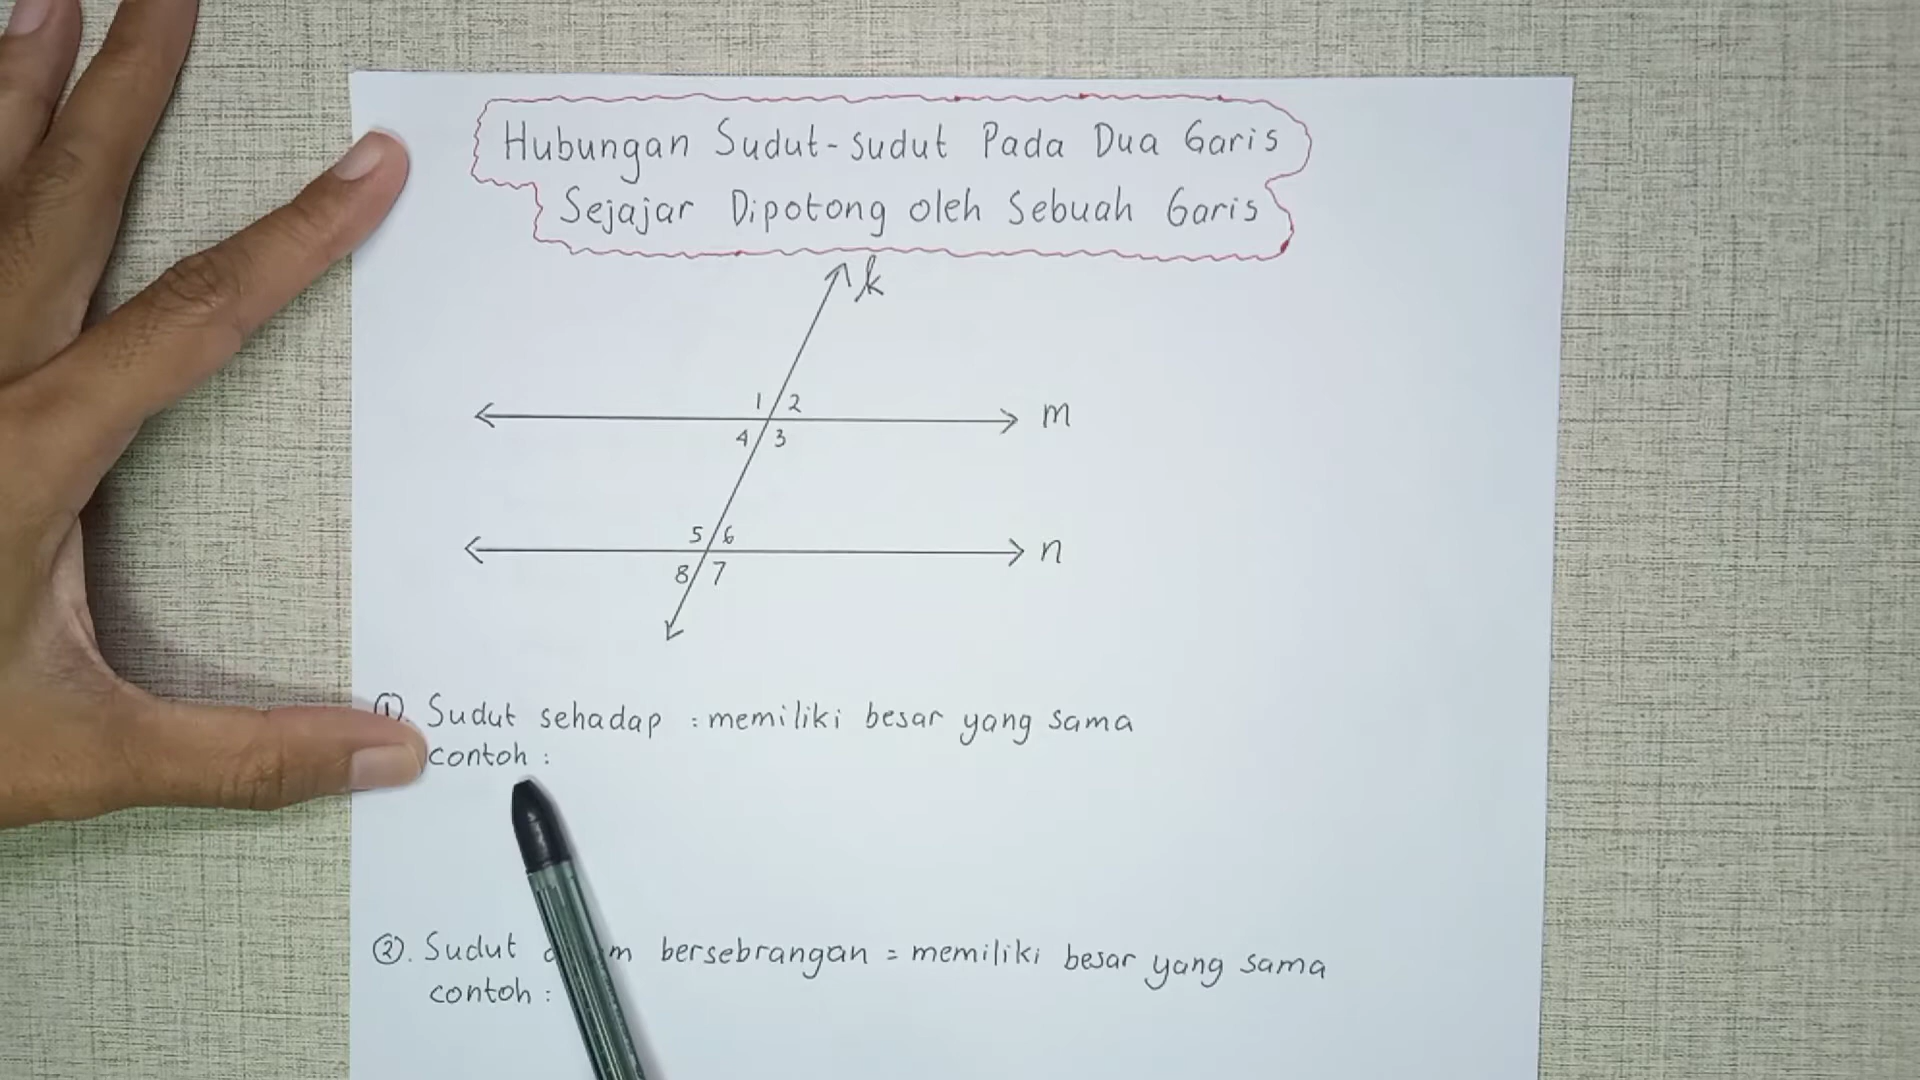 Hubungan Sudut-sudut Pada Dua Garis
Sejajar Dipotong oleh Sebuah Garis
k
1 2
m
4 3
5 6
n
8 7
①. Sudut sehadap : memiliki besar yang sama
contoh :
②. Sudut bersebrangan = memiliki besar yang sama
contoh :